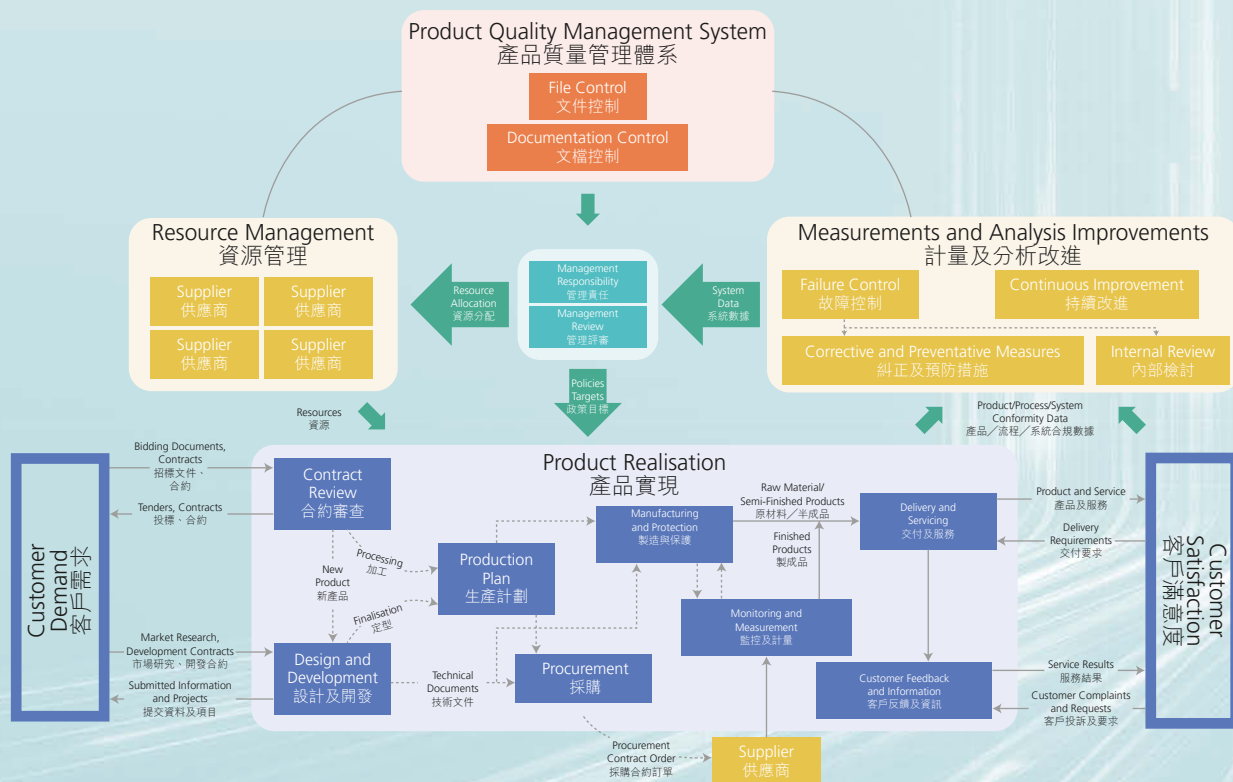 Product Quality Management System
產品質量管理體系
File Control
文件控制
Documentation Control
文檔控制
Resource Management
資源管理
Supplier
供應商
Supplier
供應商
Supplier
供應商
Supplier
供應商
Resource
Allocation
資源分配
Management
Responsibility
管理責任
Management
Review
管理評審
System
Data
系統數據
Measurements and Analysis Improvements
計量及分析改進
Failure Control
故障控制
Continuous Improvement
持續改進
Corrective and Preventative Measures
糾正及預防措施
Internal Review
內部檢討
Resources
資源
Policies
Targets
政策目標
Product/Process/System
Conformity Data
產品／流程／系統合規數據
Customer
Demand
客戶需求
Bidding Documents,
Contracts
招標文件、
合約
Tenders, Contracts
投標、合約
Market Research,
Development Contracts
市場研究、開發合約
Submitted Information
and Projects
提交資料及項目
Product Realisation
產品實現
Contract
Review
合約審查
Processing
加工
New
Product
新產品
Finalisation
定型
Production
Plan
生產計劃
Design and
Development
設計及開發
Technical
Documents
技術文件
Procurement
採購
Manufacturing
and Protection
製造與保護
Raw Material/
Semi-Finished Products
原材料／半成品
Finished
Products
製成品
Monitoring and
Measurement
監控及計量
Delivery and
Servicing
交付及服務
Customer Feedback
and Information
客戶反饋及資訊
Procurement
Contract Order
採購合約訂單
Supplier
供應商
Product and Service
產品及服務
Delivery
Requirements
交付要求
Service Results
服務結果
Customer Complaints
and Requests
客戶投訴及要求
Customer
Satisfaction
客戶滿意度